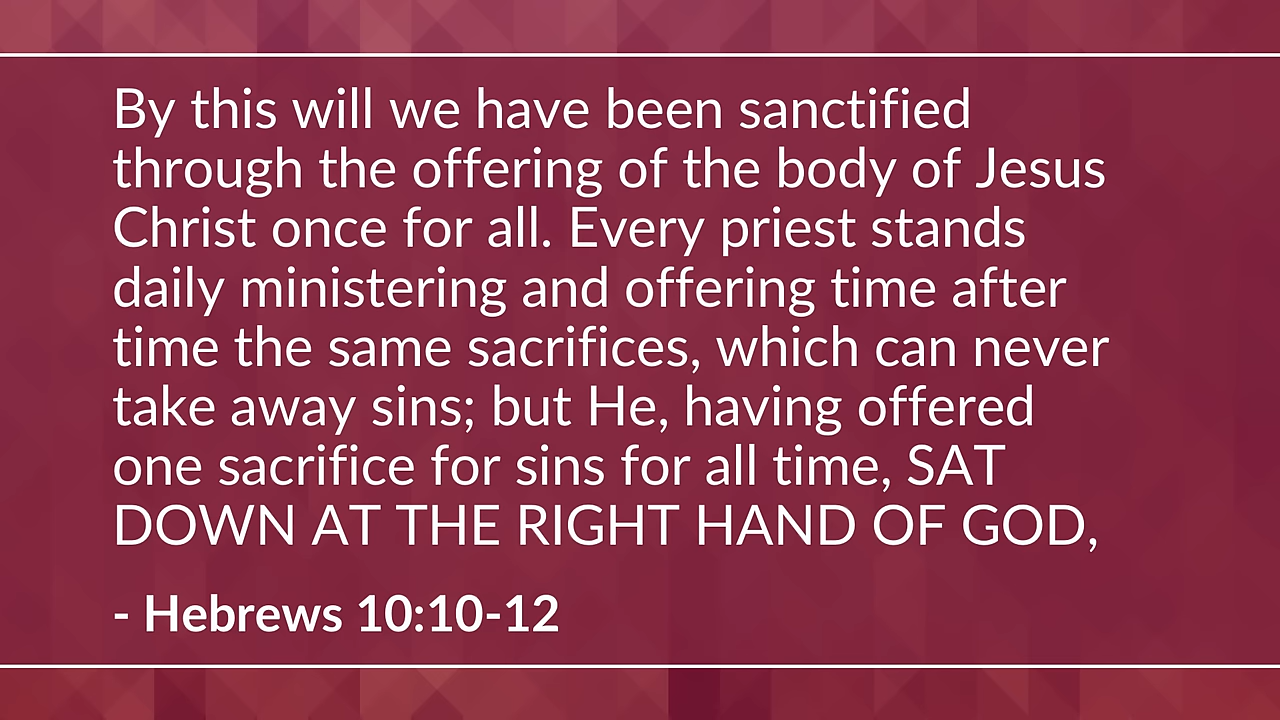 By this will we have been sanctified
through the offering of the body of Jesus
Christ once for all. Every priest stands
daily ministering and offering time after
time the same sacrifices, which can never
take away sins; but He, having offered
one sacrifice for sins for all time, SAT
DOWN AT THE RIGHT HAND OF GOD,
- Hebrews 10:10-12